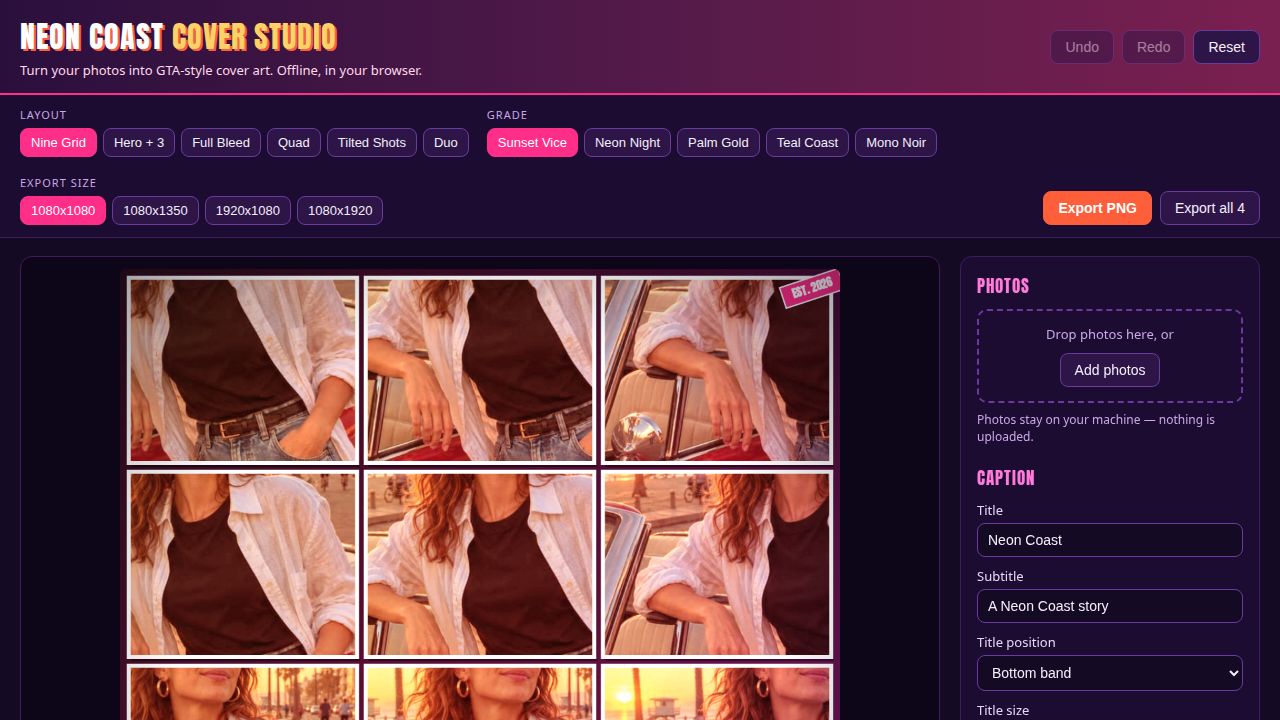 NEON COAST COVER STUDIO
Turn your photos into GTA-style cover art. Offline, in your browser.
Undo
Redo
Reset
LAYOUT
Nine Grid
Hero + 3
Full Bleed
Quad
Tilted Shots
Duo
GRADE
Sunset Vice
Neon Night
Palm Gold
Teal Coast
Mono Noir
EXPORT SIZE
1080x1080
1080x1350
1920x1080
1080x1920
Export PNG
Export all 4
EST. 2026
PHOTOS
Drop photos here, or
Add photos
Photos stay on your machine — nothing is
uploaded.
CAPTION
Title
Neon Coast
Subtitle
A Neon Coast story
Title position
Bottom band
Title size